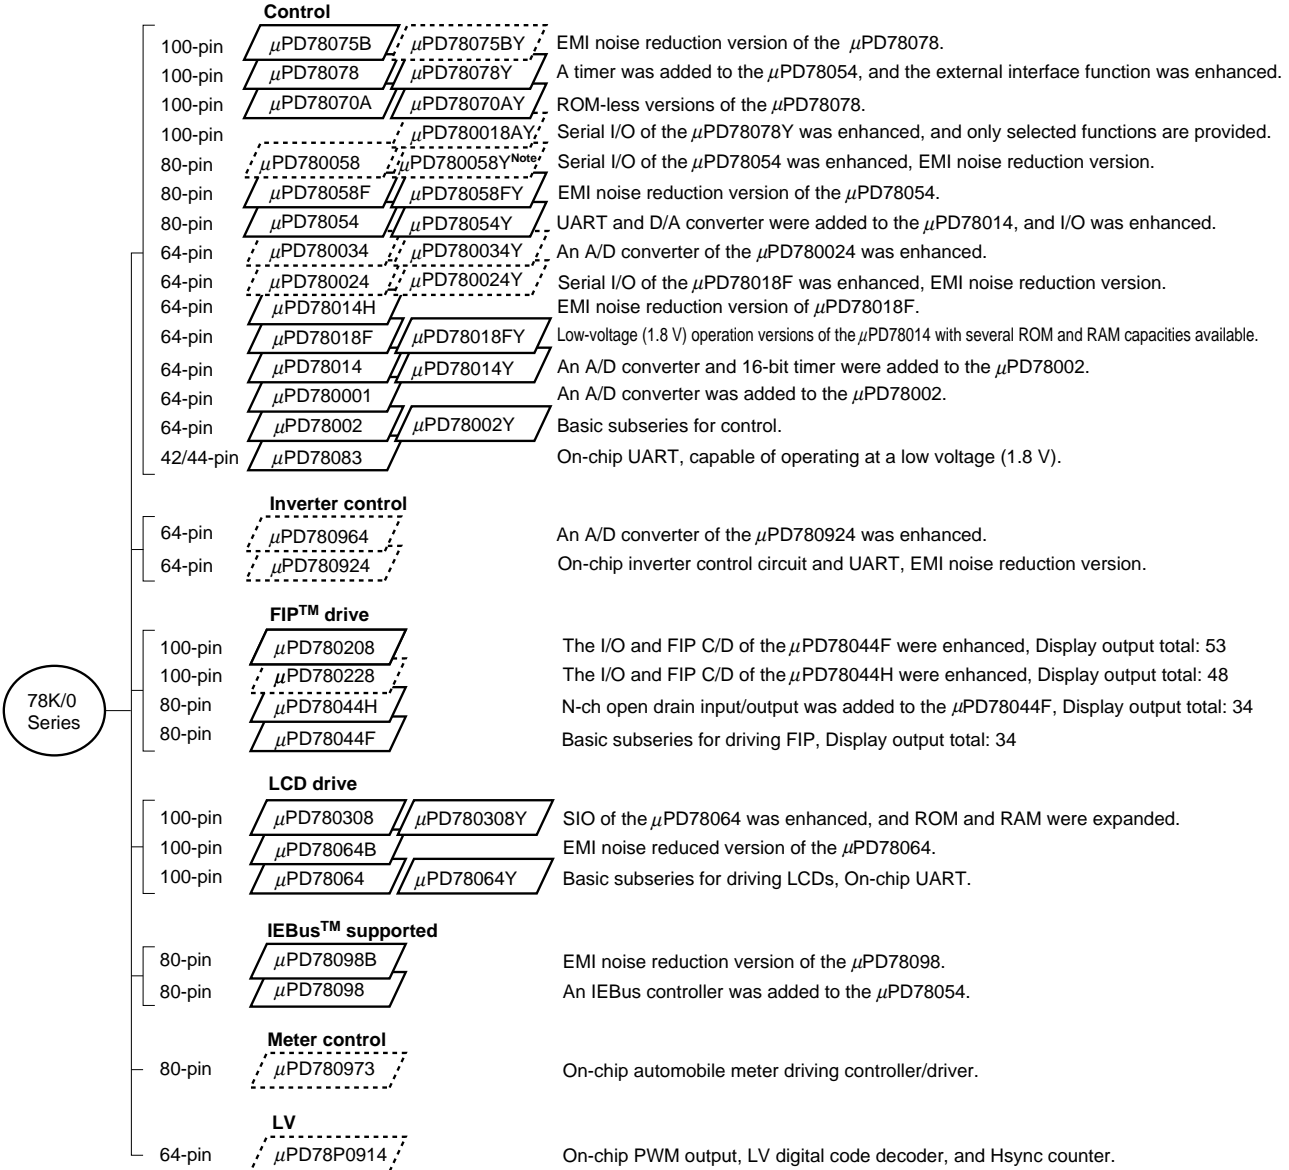 Control
100-pin μPD78075B μPD78075BY EMI noise reduction version of the μPD78078.
100-pin μPD78078 μPD78078Y A timer was added to the μPD78054, and the external interface function was enhanced.
100-pin μPD78070A μPD78070AY ROM-less versions of the μPD78078.
100-pin μPD780018AY Serial I/O of the μPD78078Y was enhanced, and only selected functions are provided.
80-pin μPD780058 μPD780058YNote Serial I/O of the μPD78054 was enhanced, EMI noise reduction version.
80-pin μPD78058F μPD78058FY EMI noise reduction version of the μPD78054.
80-pin μPD78054 μPD78054Y UART and D/A converter were added to the μPD78014, and I/O was enhanced.
64-pin μPD780034 μPD780034Y An A/D converter of the μPD780024 was enhanced.
64-pin μPD780024 μPD780024Y Serial I/O of the μPD78018F was enhanced, EMI noise reduction version.
64-pin μPD78014H EMI noise reduction version of μPD78018F.
64-pin μPD78018F μPD78018FY Low-voltage (1.8 V) operation versions of the μPD78014 with several ROM and RAM capacities available.
64-pin μPD78014 μPD78014Y An A/D converter and 16-bit timer were added to the μPD78002.
64-pin μPD780001 An A/D converter was added to the μPD78002.
64-pin μPD78002 μPD78002Y Basic subseries for control.
42/44-pin μPD78083 On-chip UART, capable of operating at a low voltage (1.8 V).
Inverter control
64-pin μPD780964 An A/D converter of the μPD780924 was enhanced.
64-pin μPD780924 On-chip inverter control circuit and UART, EMI noise reduction version.
FIPTM drive
100-pin μPD780208 The I/O and FIP C/D of the μPD78044F were enhanced, Display output total: 53
100-pin μPD780228 The I/O and FIP C/D of the μPD78044H were enhanced, Display output total: 48
78K/0 Series
80-pin μPD78044H N-ch open drain input/output was added to the μPD78044F, Display output total: 34
80-pin μPD78044F Basic subseries for driving FIP, Display output total: 34
LCD drive
100-pin μPD780308 μPD780308Y SIO of the μPD78064 was enhanced, and ROM and RAM were expanded.
100-pin μPD78064B EMI noise reduced version of the μPD78064.
100-pin μPD78064 μPD78064Y Basic subseries for driving LCDs, On-chip UART.
IEBusTM supported
80-pin μPD78098B EMI noise reduction version of the μPD78098.
80-pin μPD78098 An IEBus controller was added to the μPD78054.
Meter control
80-pin μPD780973 On-chip automobile meter driving controller/driver.
LV
64-pin μPD78P0914 On-chip PWM output, LV digital code decoder, and Hsync counter.